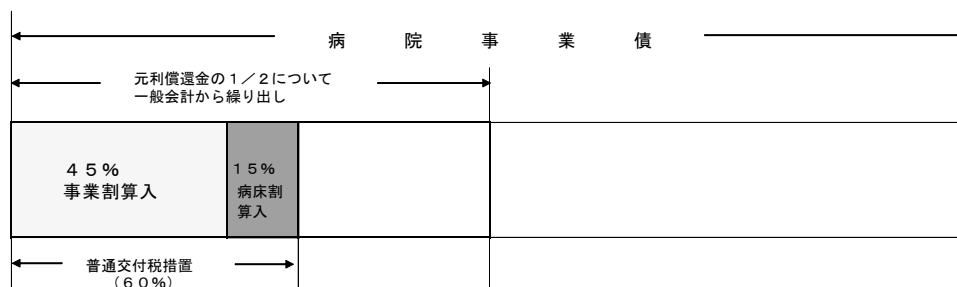 病院事業債
元利償還金の1／2について
一般会計から繰り出し
45%
事業割算入
15%
病床割
算入
普通交付税措置
(60%)